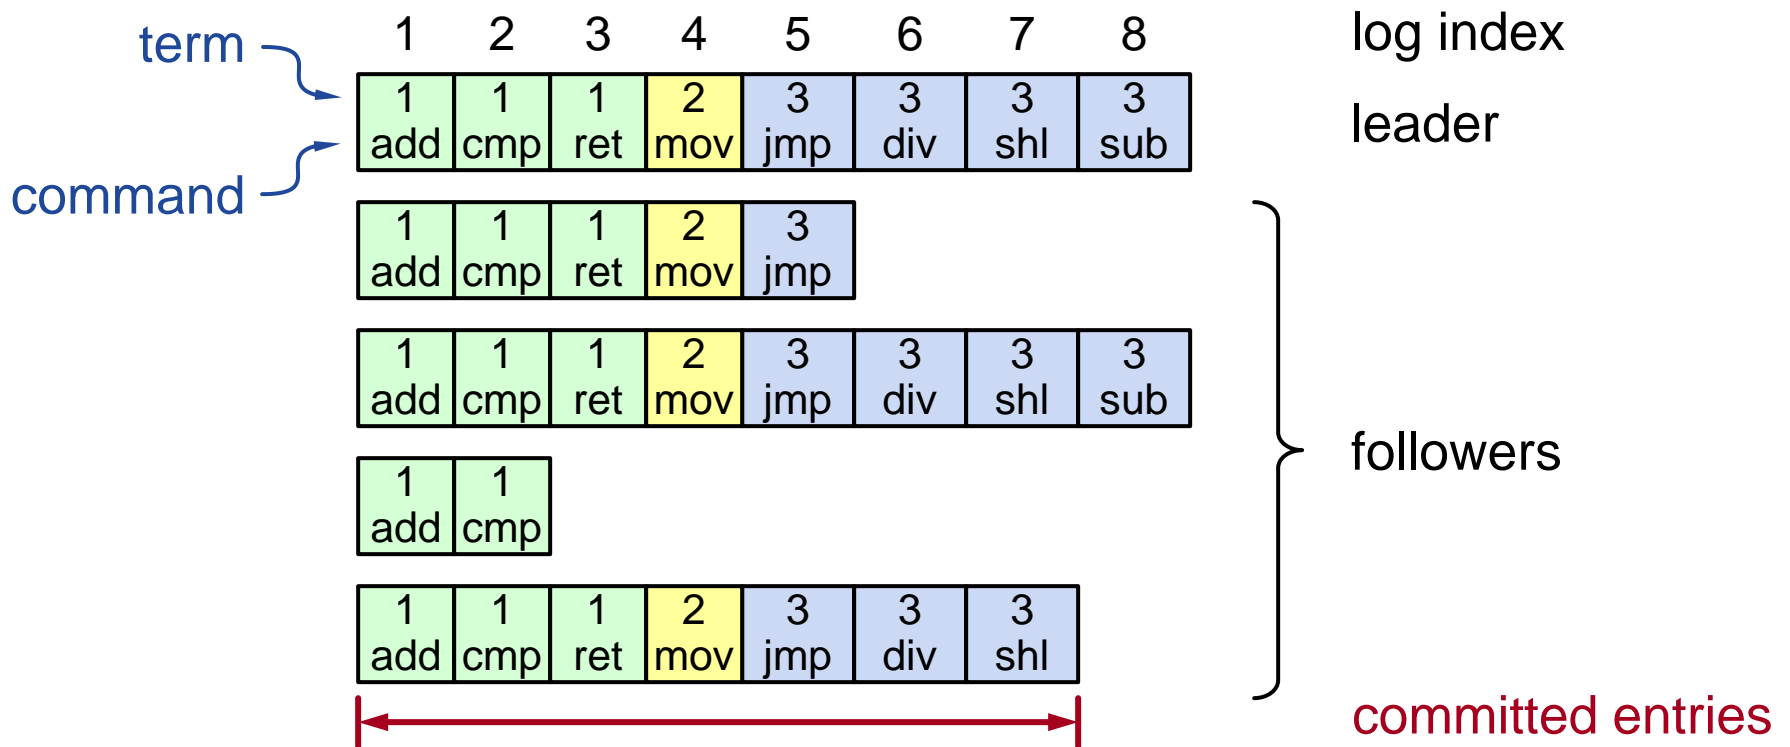 1 2 3 4 5 6 7 8 log index
term
1 1 1 2 3 3 3 3
add cmp ret mov jmp div shl sub
leader
command
1 1 1 2 3
add cmp ret mov jmp
1 1 1 2 3 3 3 3
add cmp ret mov jmp div shl sub
followers
1 1
add cmp
1 1 1 2 3 3 3
add cmp ret mov jmp div shl
committed entries